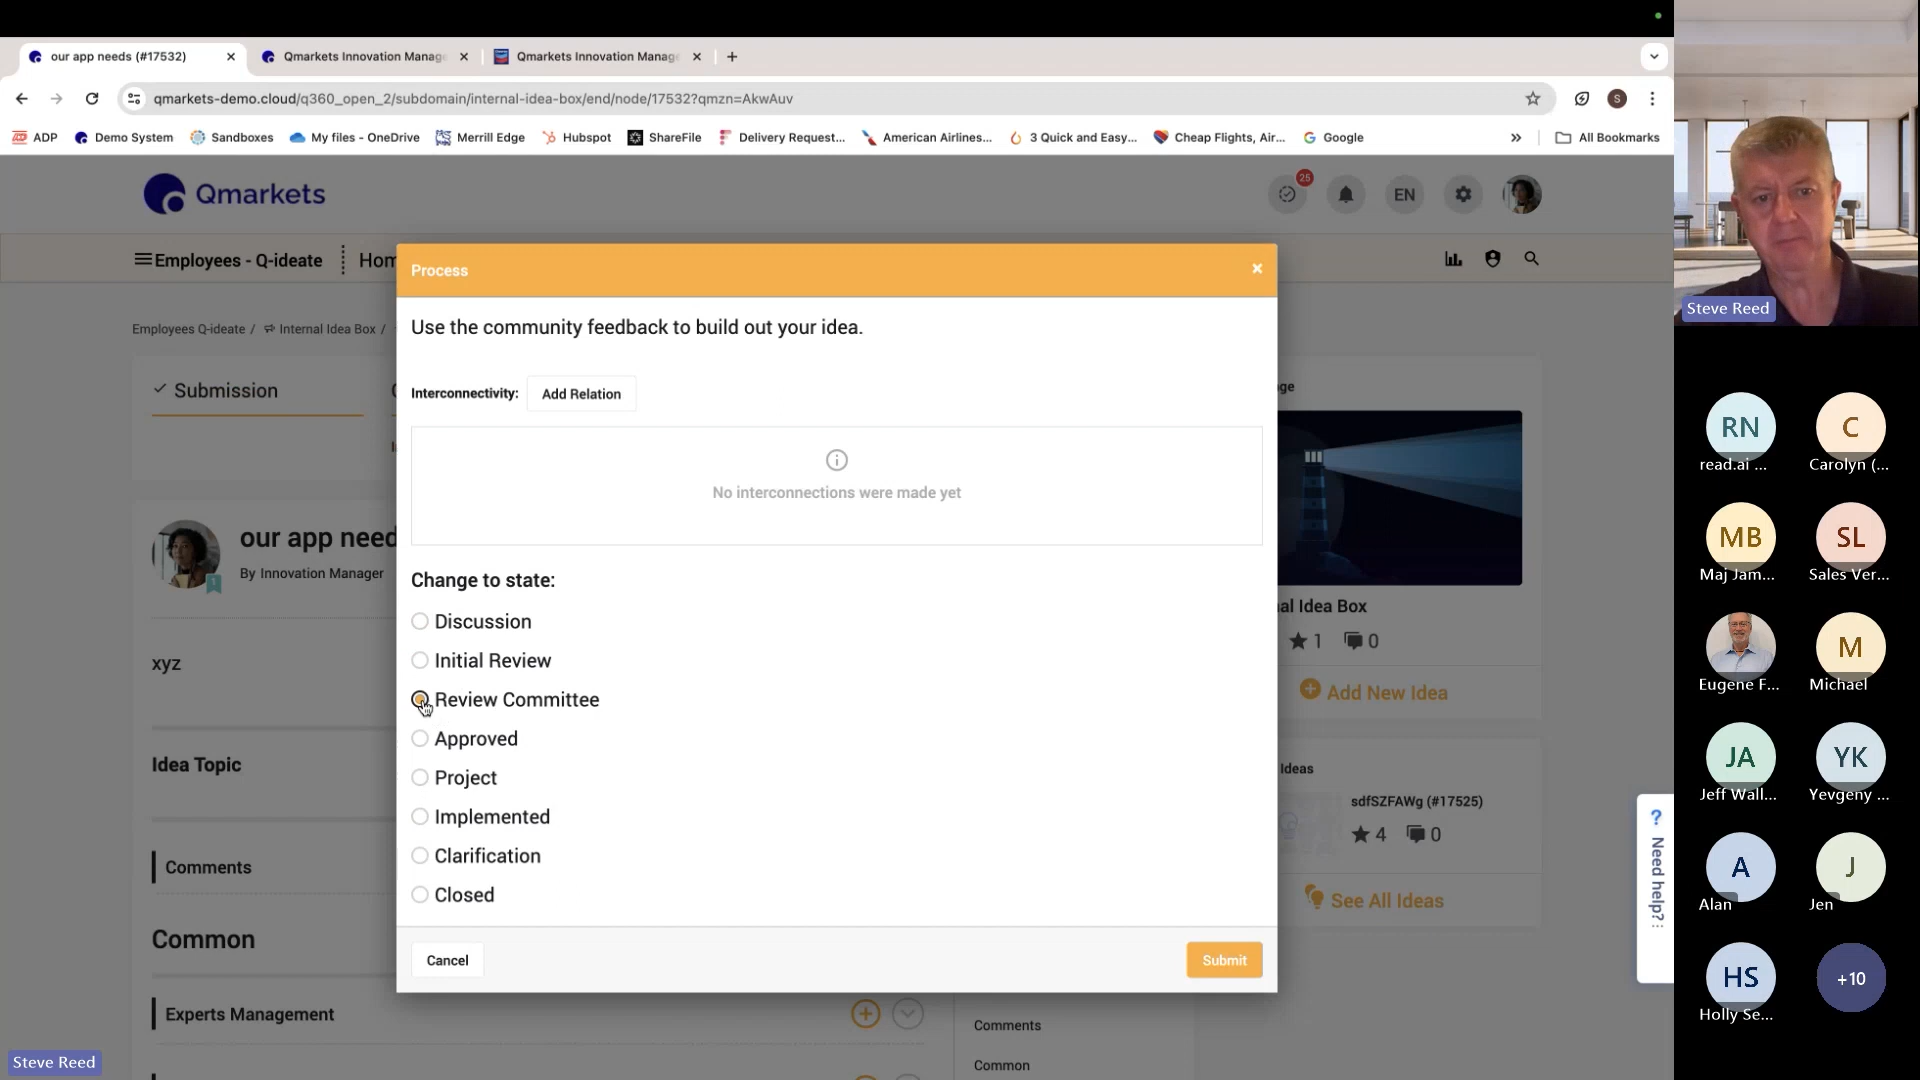 our app needs (#17532)
Qmarkets Innovation Manag
Qmarkets Innovation Manag
qmarkets-demo.cloud/q360_open_2/subdomain/internal-idea-box/end/node/17532?qmzn=AkwAuv
S
ADP
Demo System
Sandboxes
My files - OneDrive
Merrill Edge
Hubspot
ShareFile
Delivery Request...
American Airlines...
3 Quick and Easy...
Cheap Flights, Air...
Google
All Bookmarks
Qmarkets
25
EN
Employees - Q-ideate
Hom
Employees Q-ideate / Internal Idea Box /
Submission
our app need
By Innovation Manager
xyz
Idea Topic
Comments
Common
Experts Management
Process
Use the community feedback to build out your idea.
Interconnectivity:
Add Relation
No interconnections were made yet
Change to state:
Discussion
Initial Review
Review Committee
Approved
Project
Implemented
Clarification
Closed
Cancel
Submit
ge
al Idea Box
1
0
Add New Idea
Ideas
sdfSZFAWg (#17525)
4
0
See All Ideas
Comments
Common
? Need help?
Steve Reed
Steve Reed
RN
read.ai ...
C
Carolyn (...
MB
Maj Jam...
SL
Sales Ver...
Eugene F...
M
Michael
JA
Jeff Wall...
YK
Yevgeny ...
A
Alan
J
Jen
HS
Holly Se...
+10